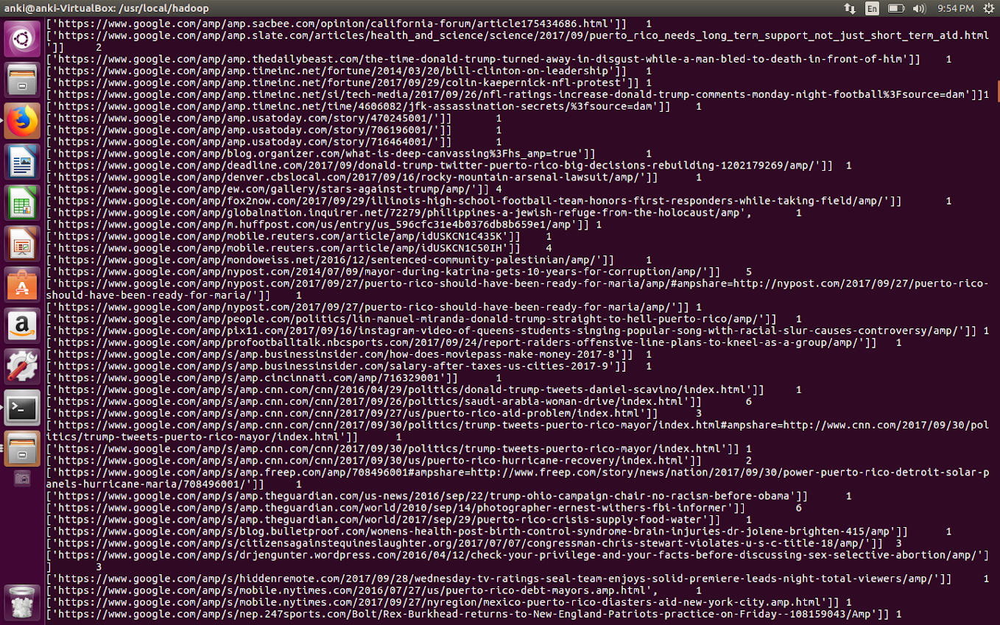 anki@anki-VirtualBox: /usr/local/hadoop En 9:54 PM
['https://www.google.com/amp/amp.sacbee.com/opinion/california-forum/article175434686.html']] 1
['https://www.google.com/amp/amp.slate.com/articles/health_and_science/science/2017/09/puerto_rico_needs_long_term_support_not_just_short_term_aid.html
']] 2
['https://www.google.com/amp/amp.thedailybeast.com/the-time-donald-trump-turned-away-in-disgust-while-a-man-bled-to-death-in-front-of-him']] 1
['https://www.google.com/amp/amp.timeinc.net/fortune/2014/03/20/bill-clinton-on-leadership']] 1
['https://www.google.com/amp/amp.timeinc.net/fortune/2017/09/29/colin-kaepernick-nfl-protest']] 1
['https://www.google.com/amp/amp.timeinc.net/si/tech-media/2017/09/26/nfl-ratings-increase-donald-trump-comments-monday-night-football%3Fsource=dam']]1
['https://www.google.com/amp/amp.timeinc.net/time/4606082/jfk-assassination-secrets/%3fsource=dam']] 1
['https://www.google.com/amp/amp.usatoday.com/story/470245001/']] 1
['https://www.google.com/amp/amp.usatoday.com/story/706196001/']] 1
['https://www.google.com/amp/amp.usatoday.com/story/716464001/']] 1
['https://www.google.com/amp/blog.organizer.com/what-is-deep-canvassing%3Fhs_amp=true']] 1
['https://www.google.com/amp/deadline.com/2017/09/donald-trump-twitter-puerto-rico-big-decisions-rebuilding-1202179269/amp/']] 1
['https://www.google.com/amp/denver.cbslocal.com/2017/09/16/rocky-mountain-arsenal-lawsuit/amp/']] 1
['https://www.google.com/amp/ew.com/gallery/stars-against-trump/amp/']] 4
['https://www.google.com/amp/fox2now.com/2017/09/29/illinois-high-school-football-team-honors-first-responders-while-taking-field/amp/']] 1
['https://www.google.com/amp/globalnation.inquirer.net/72279/philippines-a-jewish-refuge-from-the-holocaust/amp', 1
['https://www.google.com/amp/m.huffpost.com/us/entry/us_596cfc31e4b0376db8b659e1/amp']] 1
['https://www.google.com/amp/mobile.reuters.com/article/amp/idUSKCN1C435K']] 1
['https://www.google.com/amp/mobile.reuters.com/article/amp/idUSKCN1C50IH']] 4
['https://www.google.com/amp/mondoweiss.net/2016/12/sentenced-community-palestinian/amp/']] 1
['https://www.google.com/amp/nypost.com/2014/07/09/mayor-during-katrina-gets-10-years-for-corruption/amp/']] 5
['https://www.google.com/amp/nypost.com/2017/09/27/puerto-rico-should-have-been-ready-for-maria/amp/#ampshare=http://nypost.com/2017/09/27/puerto-rico-
should-have-been-ready-for-maria/']] 1
['https://www.google.com/amp/nypost.com/2017/09/27/puerto-rico-should-have-been-ready-for-maria/amp/']] 1
['https://www.google.com/amp/people.com/politics/lin-manuel-miranda-donald-trump-straight-to-hell-puerto-rico/amp/']] 1
['https://www.google.com/amp/pix11.com/2017/09/16/instagram-video-of-queens-students-singing-popular-song-with-racial-slur-causes-controversy/amp/']] 1
['https://www.google.com/amp/profootballtalk.nbcsports.com/2017/09/24/report-raiders-offensive-line-plans-to-kneel-as-a-group/amp/']] 1
['https://www.google.com/amp/s/amp.businessinsider.com/how-does-moviepass-make-money-2017-8']] 1
['https://www.google.com/amp/s/amp.businessinsider.com/salary-after-taxes-us-cities-2017-9']] 1
['https://www.google.com/amp/s/amp.cincinnati.com/amp/716329001']] 1
['https://www.google.com/amp/s/amp.cnn.com/cnn/2016/04/29/politics/donald-trump-tweets-daniel-scavino/index.html']] 1
['https://www.google.com/amp/s/amp.cnn.com/cnn/2017/09/26/politics/saudi-arabia-woman-drive/index.html']] 6
['https://www.google.com/amp/s/amp.cnn.com/cnn/2017/09/27/us/puerto-rico-aid-problem/index.html']] 3
['https://www.google.com/amp/s/amp.cnn.com/cnn/2017/09/30/politics/trump-tweets-puerto-rico-mayor/index.html#ampshare=http://www.cnn.com/2017/09/30/pol
itics/trump-tweets-puerto-rico-mayor/index.html']] 1
['https://www.google.com/amp/s/amp.cnn.com/cnn/2017/09/30/politics/trump-tweets-puerto-rico-mayor/index.html']] 1
['https://www.google.com/amp/s/amp.cnn.com/cnn/2017/09/30/us/puerto-rico-hurricane-recovery/index.html']] 2
['https://www.google.com/amp/s/amp.freep.com/amp/708496001#ampshare=http://www.freep.com/story/news/nation/2017/09/30/power-puerto-rico-detroit-solar-p
anels-hurricane-maria/708496001/']] 1
['https://www.google.com/amp/s/amp.theguardian.com/us-news/2016/sep/22/trump-ohio-campaign-chair-no-racism-before-obama']] 1
['https://www.google.com/amp/s/amp.theguardian.com/world/2010/sep/14/photographer-ernest-withers-fbi-informer']] 6
['https://www.google.com/amp/s/amp.theguardian.com/world/2017/sep/29/puerto-rico-crisis-supply-food-water']] 1
['https://www.google.com/amp/s/blog.bulletproof.com/womens-health-post-birth-control-syndrome-brain-injuries-dr-jolene-brighten-415/amp']] 1
['https://www.google.com/amp/s/citizensagainstequineslaughter.org/2017/07/07/congressman-chris-stewart-violates-u-s-c-title-18/amp/']] 3
['https://www.google.com/amp/s/drjengunter.wordpress.com/2016/04/12/check-your-privilege-and-your-facts-before-discussing-sex-selective-abortion/amp/']
] 3
['https://www.google.com/amp/s/hiddenremote.com/2017/09/28/wednesday-tv-ratings-seal-team-enjoys-solid-premiere-leads-night-total-viewers/amp/']] 1
['https://www.google.com/amp/s/mobile.nytimes.com/2016/07/27/us/puerto-rico-debt-mayors.amp.html', 1
['https://www.google.com/amp/s/mobile.nytimes.com/2017/09/27/nyregion/mexico-puerto-rico-diasters-aid-new-york-city.amp.html']] 1
['https://www.google.com/amp/s/nep.247sports.com/Bolt/Rex-Burkhead-returns-to-New-England-Patriots-practice-on-Friday--108159043/Amp']] 1